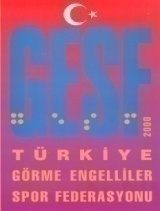 GESF
2000
TÜRKİYE
GÖRME ENGELLİLER
SPOR FEDERASYONU